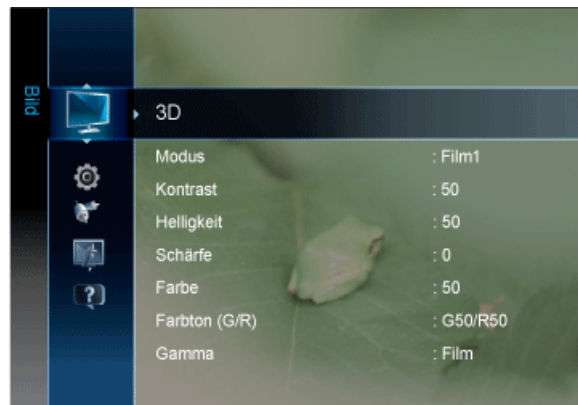 Bild
3D
Modus : Film1
Kontrast : 50
Helligkeit : 50
Schärfe : 0
Farbe : 50
Farbton (G/R) : G50/R50
Gamma : Film